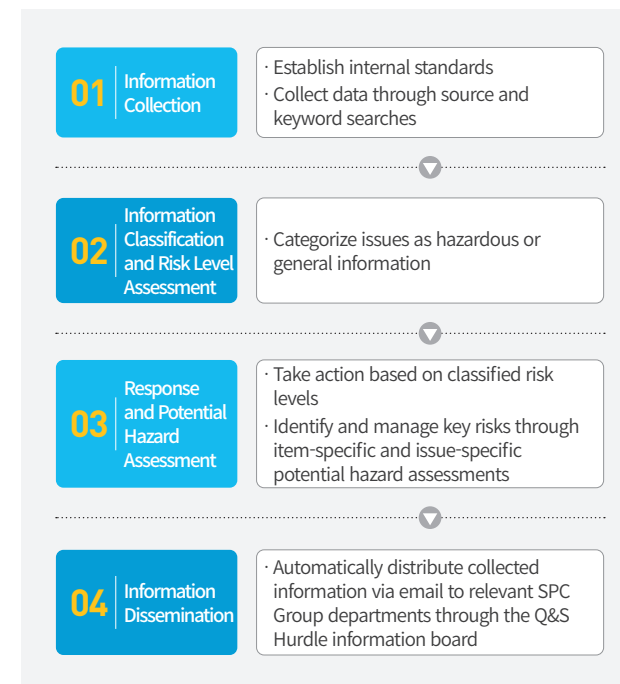 01
Information
Collection
· Establish internal standards
· Collect data through source and
keyword searches
02
Information
Classification
and Risk Level
Assessment
· Categorize issues as hazardous or
general information
03
Response
and Potential
Hazard
Assessment
· Take action based on classified risk
levels
· Identify and manage key risks through
item-specific and issue-specific
potential hazard assessments
04
Information
Dissemination
· Automatically distribute collected
information via email to relevant SPC
Group departments through the Q&S
Hurdle information board